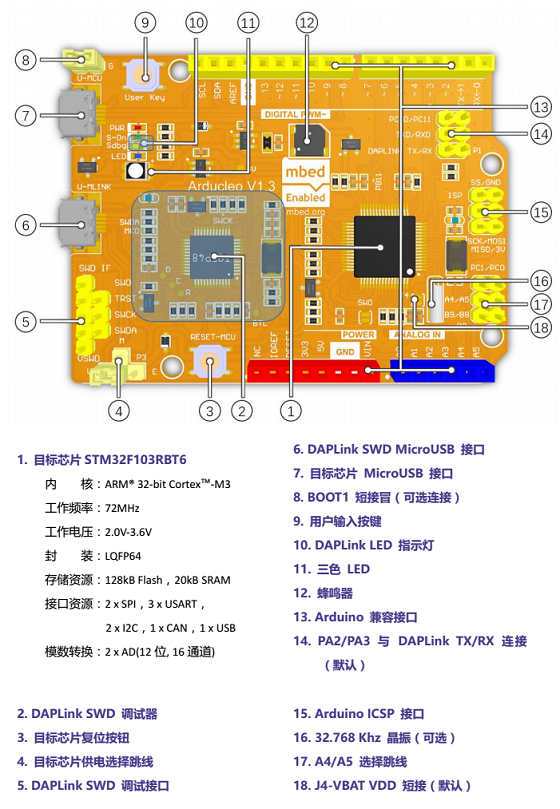 8
9
10
11
12
G
U-MCU
User Key
SCL
SDA
AREF
GND
13
~12
~11
~10
~9
~8
~7
~6
~5
~4
~3
~2
TX→1
RX←0
13
7
PWR
S-On
Sdbg
LED
DIGITAL PWM~
PC10/PC11
TXD/RXD
DAPLINK TX/RX P1
14
U-MLINK
Arducleo V1.3
mbed
Enabled
mbed.org
PB11
ISP
SS/GND
15
6
SWDA
MCO
SWCK
SCK/MOSI
MISO/3V
SWD IF
SWO
TRST
SWCK
SWDA
VSWD
5
D
C
R
BTC
SWO
PC1/PC0
A4/A5
B9/B8
16
17
18
M
P3
E
RESET-MCU
POWER
ANALOG IN
NC
IOREF
RESET
3V3
5V
GND
VIN
A0
A1
A2
A3
A4
A5
4
3
2
1
1. 目标芯片 STM32F103RBT6
内 核：ARM® 32-bit Cortex™-M3
工作频率：72MHz
工作电压：2.0V-3.6V
封 装：LQFP64
存储资源：128kB Flash，20kB SRAM
接口资源：2 x SPI，3 x USART，
2 x I2C，1 x CAN，1 x USB
模数转换：2 x AD(12 位, 16 通道)
2. DAPLink SWD 调试器
3. 目标芯片复位按钮
4. 目标芯片供电选择跳线
5. DAPLink SWD 调试接口
6. DAPLink SWD MicroUSB 接口
7. 目标芯片 MicroUSB 接口
8. BOOT1 短接冒（可选连接）
9. 用户输入按键
10. DAPLink LED 指示灯
11. 三色 LED
12. 蜂鸣器
13. Arduino 兼容接口
14. PA2/PA3 与 DAPLink TX/RX 连接
（默认）
15. Arduino ICSP 接口
16. 32.768 Khz 晶振（可选）
17. A4/A5 选择跳线
18. J4-VBAT VDD 短接（默认）